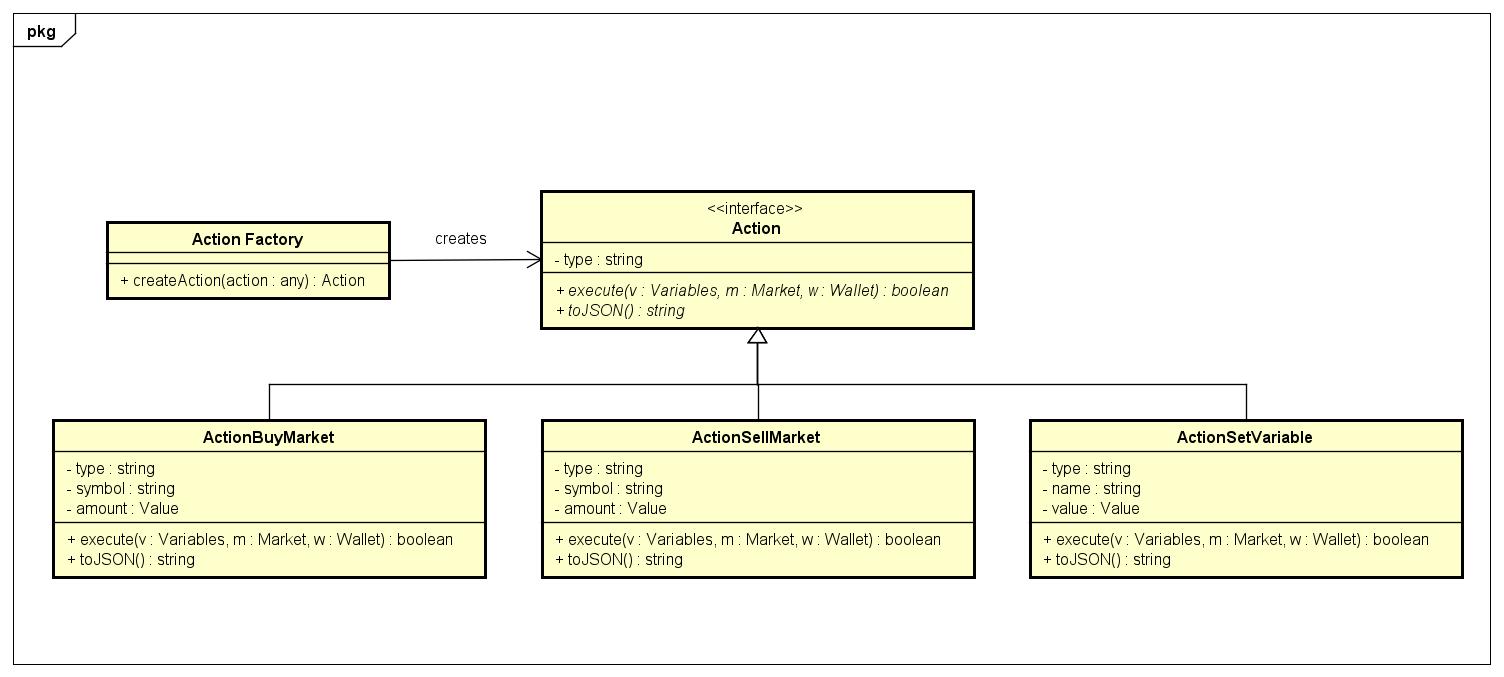 pkg
Action Factory
+ createAction(action : any) : Action
creates
<<interface>>
Action
- type : string
+ execute(v : Variables, m : Market, w : Wallet) : boolean
+ toJSON() : string
ActionBuyMarket
- type : string
- symbol : string
- amount : Value
+ execute(v : Variables, m : Market, w : Wallet) : boolean
+ toJSON() : string
ActionSellMarket
- type : string
- symbol : string
- amount : Value
+ execute(v : Variables, m : Market, w : Wallet) : boolean
+ toJSON() : string
ActionSetVariable
- type : string
- name : string
- value : Value
+ execute(v : Variables, m : Market, w : Wallet) : boolean
+ toJSON() : string